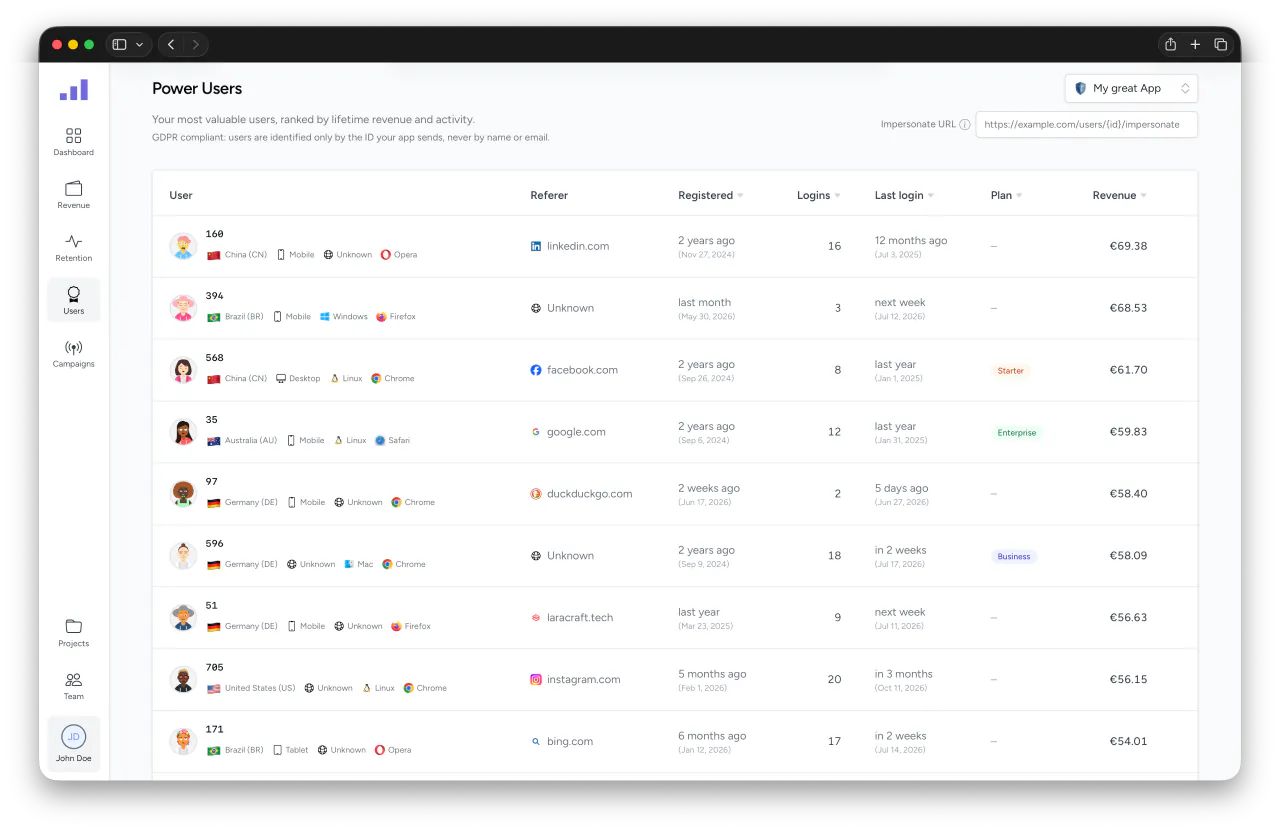 Power Users
My great App
Your most valuable users, ranked by lifetime revenue and activity.
GDPR compliant: users are identified only by the ID your app sends, never by name or email.
Impersonate URL
https://example.com/users/{id}/impersonate
Dashboard
Revenue
Retention
Users
Campaigns
Projects
Team
JD
John Doe
User Referer Registered Logins Last login Plan Revenue
160
China (CN) Mobile Unknown Opera
linkedin.com
2 years ago
(Nov 27, 2024)
16
12 months ago
(Jul 3, 2025)
—
€69.38
394
Brazil (BR) Mobile Windows Firefox
Unknown
last month
(May 30, 2026)
3
next week
(Jul 12, 2026)
—
€68.53
568
China (CN) Desktop Linux Chrome
facebook.com
2 years ago
(Sep 26, 2024)
8
last year
(Jan 1, 2025)
Starter
€61.70
35
Australia (AU) Mobile Linux Safari
google.com
2 years ago
(Sep 6, 2024)
12
last year
(Jan 31, 2025)
Enterprise
€59.83
97
Germany (DE) Mobile Unknown Chrome
duckduckgo.com
2 weeks ago
(Jun 17, 2026)
2
5 days ago
(Jun 27, 2026)
—
€58.40
596
Germany (DE) Unknown Mac Chrome
Unknown
2 years ago
(Sep 9, 2024)
18
in 2 weeks
(Jul 17, 2026)
Business
€58.09
51
Germany (DE) Mobile Unknown Firefox
laracraft.tech
last year
(Mar 23, 2025)
9
next week
(Jul 11, 2026)
—
€56.63
705
United States (US) Unknown Linux Chrome
instagram.com
5 months ago
(Feb 1, 2026)
20
in 3 months
(Oct 11, 2026)
—
€56.15
171
Brazil (BR) Tablet Unknown Opera
bing.com
6 months ago
(Jan 12, 2026)
17
in 2 weeks
(Jul 14, 2026)
—
€54.01